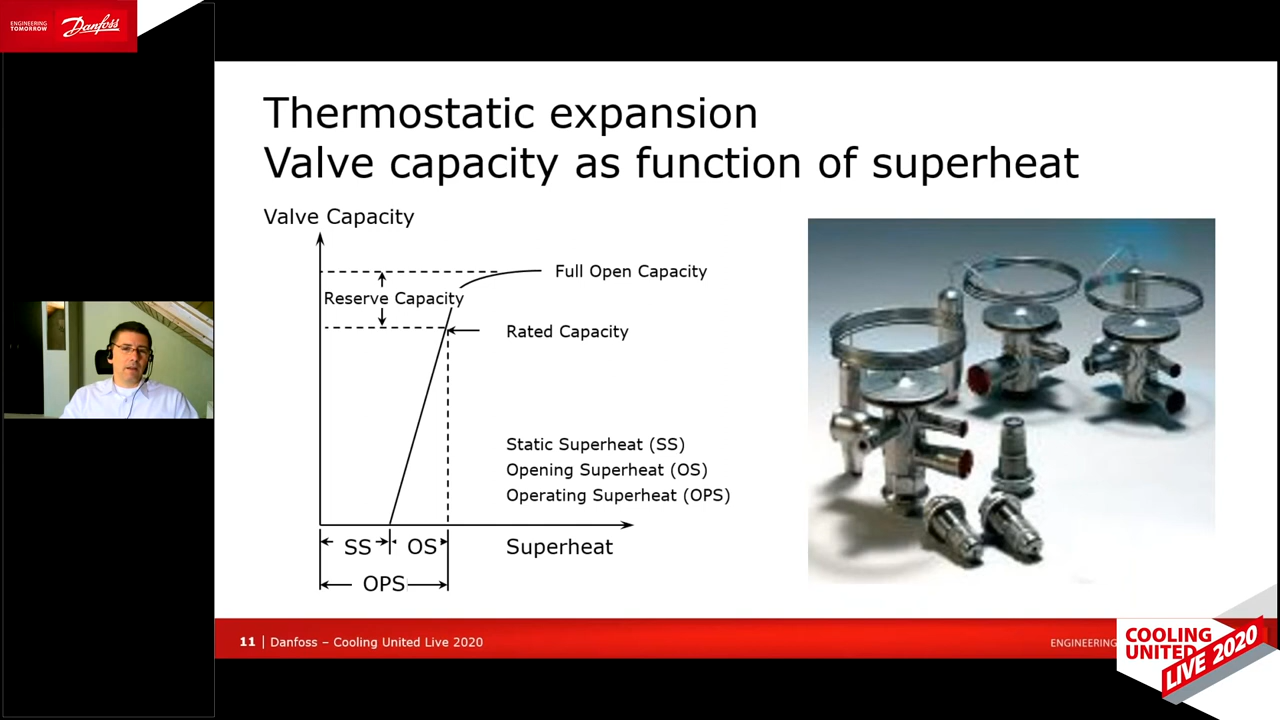 ENGINEERING
TOMORROW
Danfoss
Thermostatic expansion
Valve capacity as function of superheat
Valve Capacity
Full Open Capacity
Reserve Capacity
Rated Capacity
Static Superheat (SS)
Opening Superheat (OS)
Operating Superheat (OPS)
SS
OS
Superheat
OPS
11 | Danfoss – Cooling United Live 2020
ENGINEERING
COOLING
UNITED
LIVE 2020